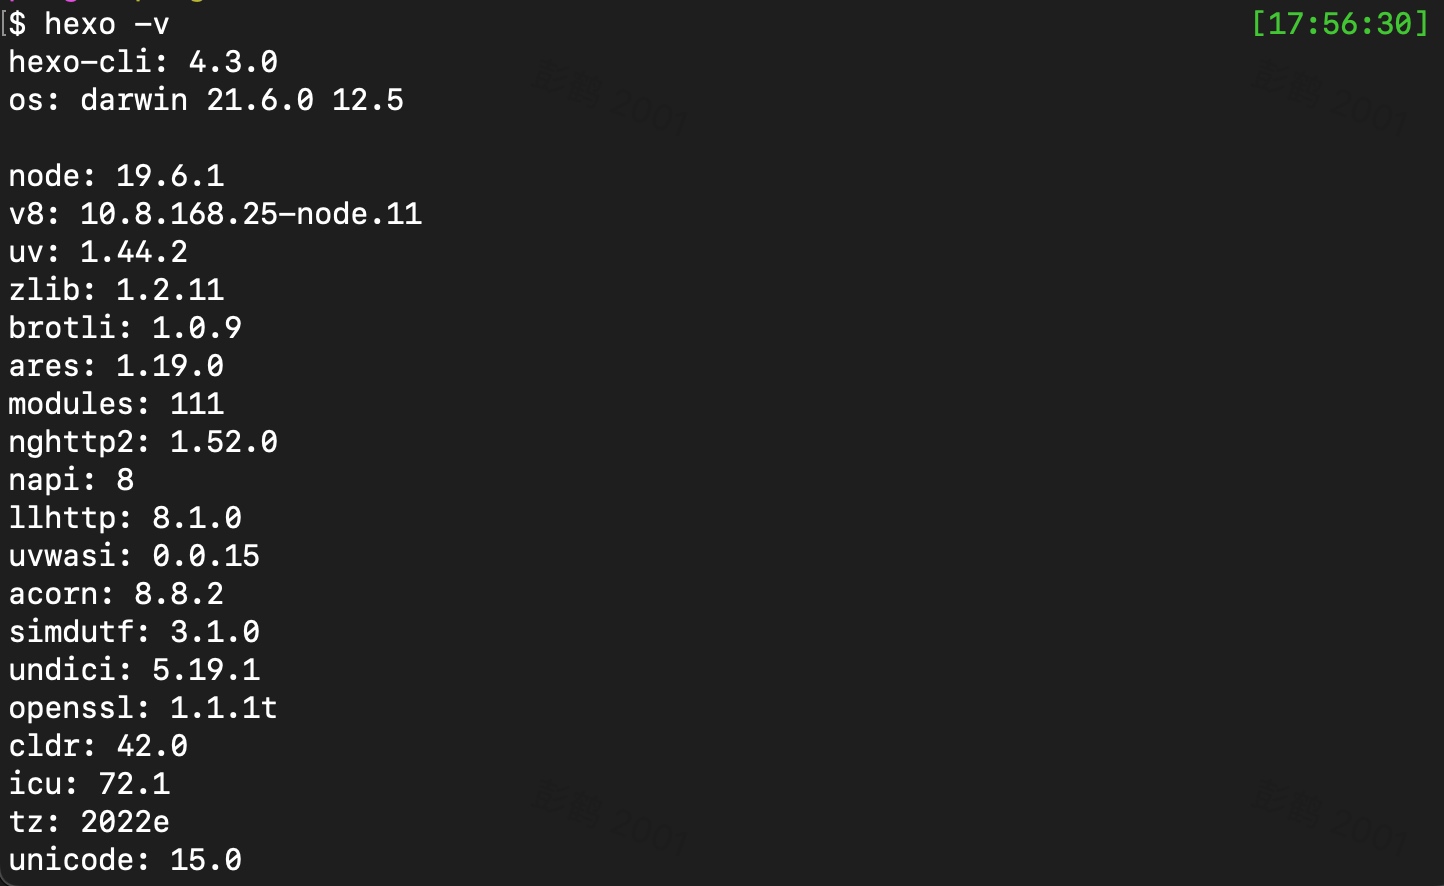 $ hexo -v
[17:56:30]
hexo-cli: 4.3.0
os: darwin 21.6.0 12.5
node: 19.6.1
v8: 10.8.168.25-node.11
uv: 1.44.2
zlib: 1.2.11
brotli: 1.0.9
ares: 1.19.0
modules: 111
nghttp2: 1.52.0
napi: 8
llhttp: 8.1.0
uvwasi: 0.0.15
acorn: 8.8.2
simdutf: 3.1.0
undici: 5.19.1
openssl: 1.1.1t
cldr: 42.0
icu: 72.1
tz: 2022e
unicode: 15.0